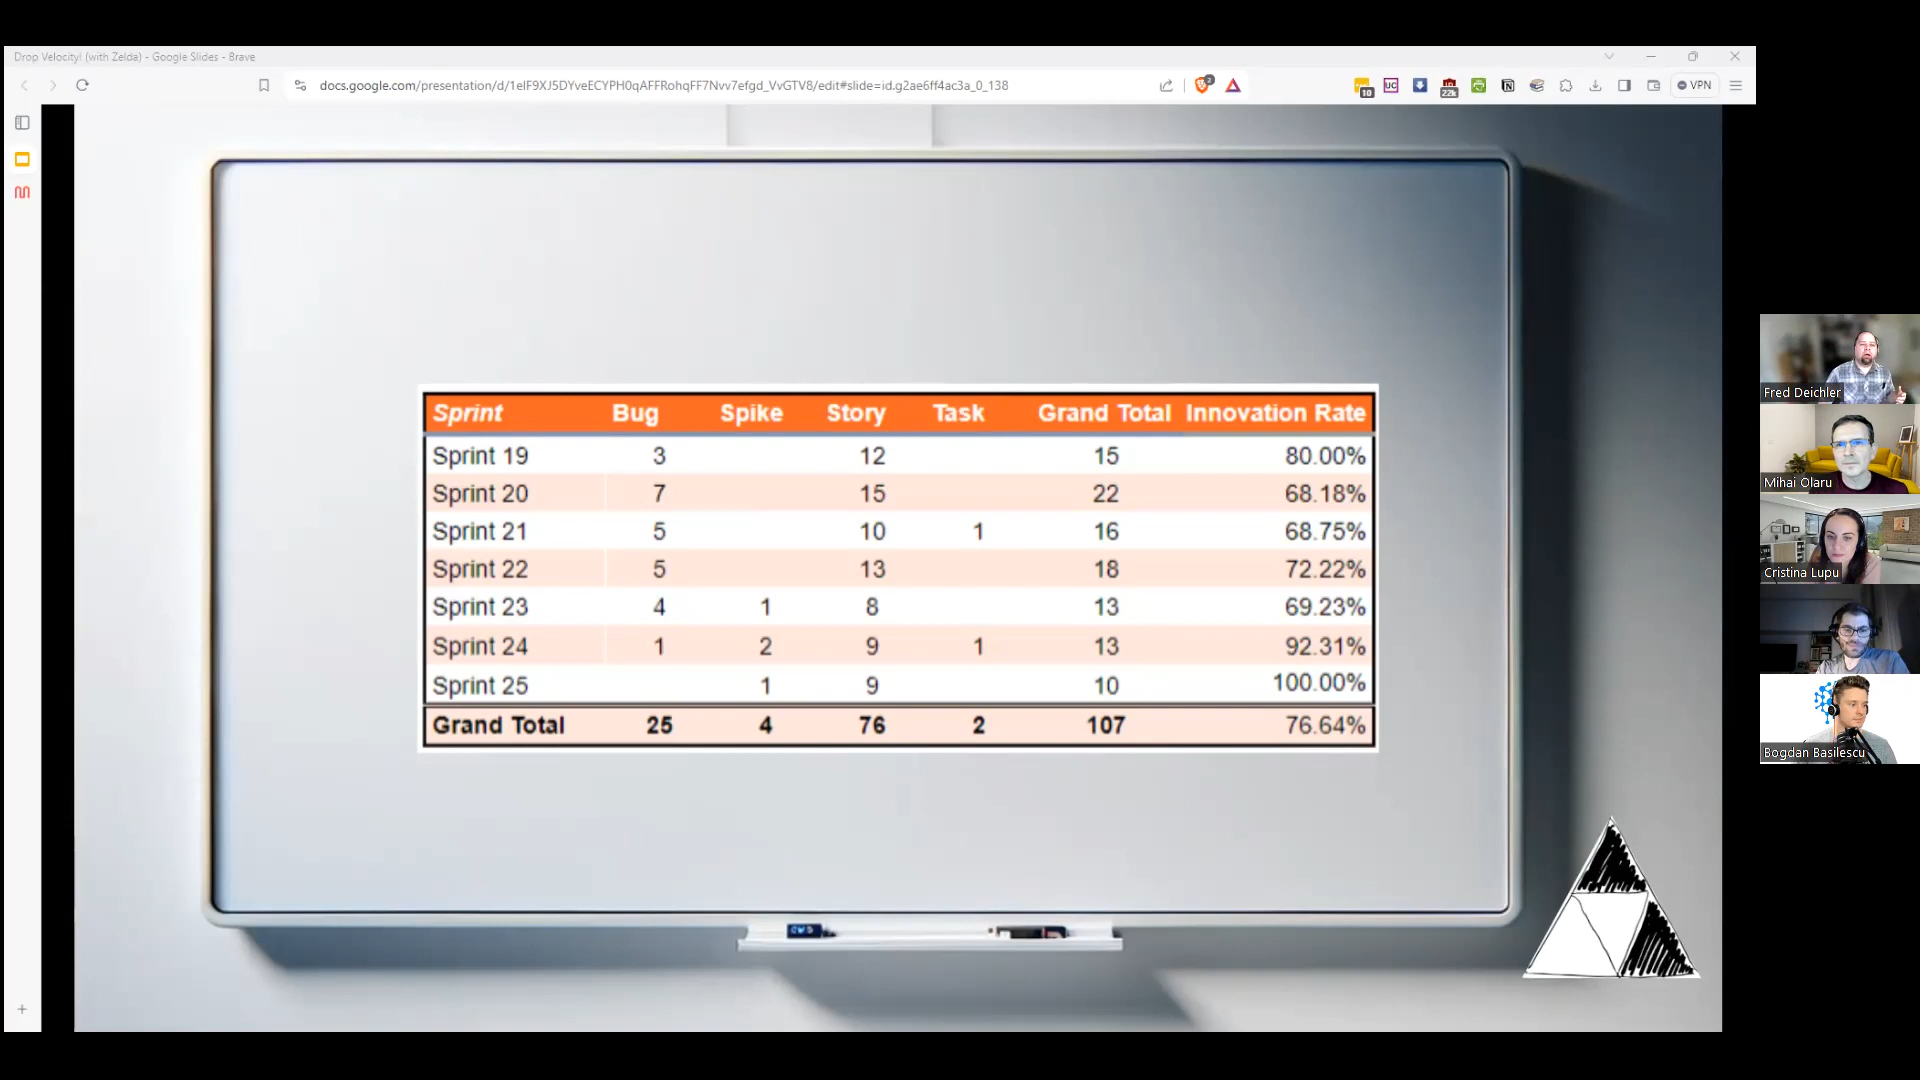 Drop Velocity! (with Zelda) - Google Slides - Brave
docs.google.com/presentation/d/1elF9XJ5DYveECYPH0qAFFRohqFF7Nvv7efgd_VvGTV8/edit#slide=id.g2ae6ff4ac3a_0_138
2
10
UC
22k
VPN
Sprint Bug Spike Story Task Grand Total Innovation Rate
Sprint 19 3 12 15 80.00%
Sprint 20 7 15 22 68.18%
Sprint 21 5 10 1 16 68.75%
Sprint 22 5 13 18 72.22%
Sprint 23 4 1 8 13 69.23%
Sprint 24 1 2 9 1 13 92.31%
Sprint 25 1 9 10 100.00%
Grand Total 25 4 76 2 107 76.64%
Fred Deichler
Mihai Olaru
Cristina Lupu
Bogdan Basilescu